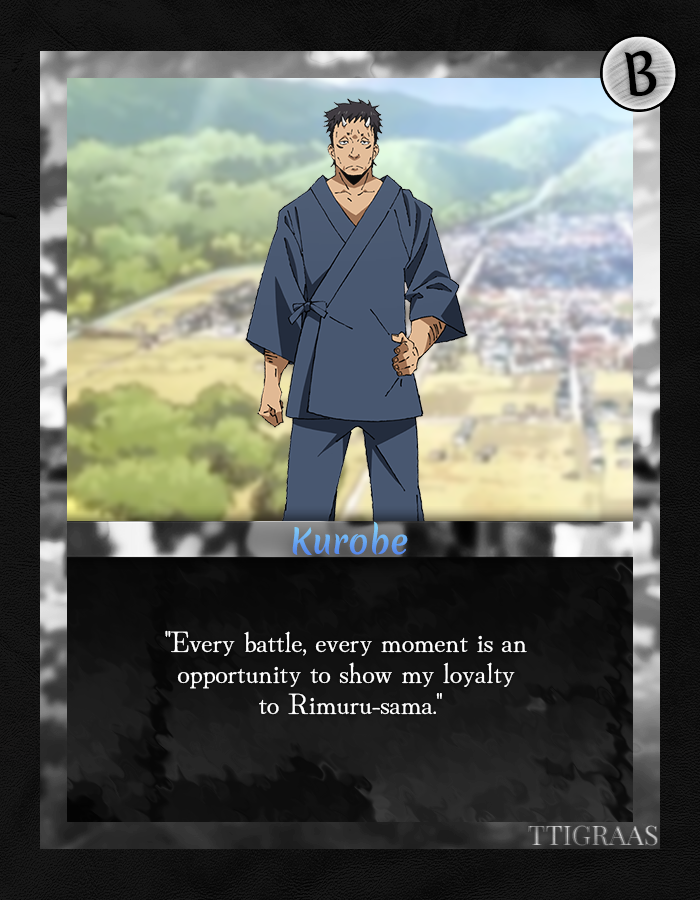 B
Kurobe
"Every battle, every moment is an
opportunity to show my loyalty
to Rimuru-sama."
TTIGRAAS